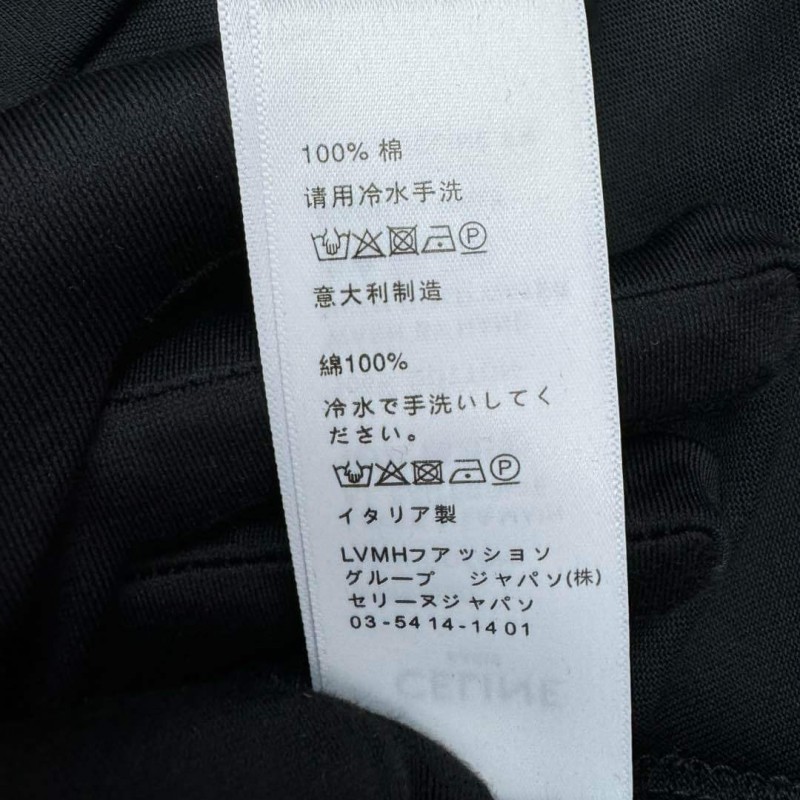 100% 棉
请用冷水手洗
P
意大利制造
綿100%
冷水で手洗いしてく
ださい。
P
イタリア製
LVMHフアッショソ
グループ ジャパソ(株)
セリーヌジャパソ
03-5414-1401
CELINE